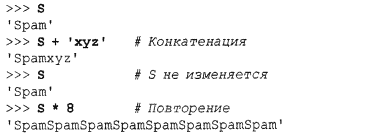 >>> S
'Spam'
>>> S + 'xyz' # Конкатенация
'Spamxyz'
>>> S # S не изменяется
'Spam'
>>> S * 8 # Повторение
'SpamSpamSpamSpamSpamSpamSpamSpam'